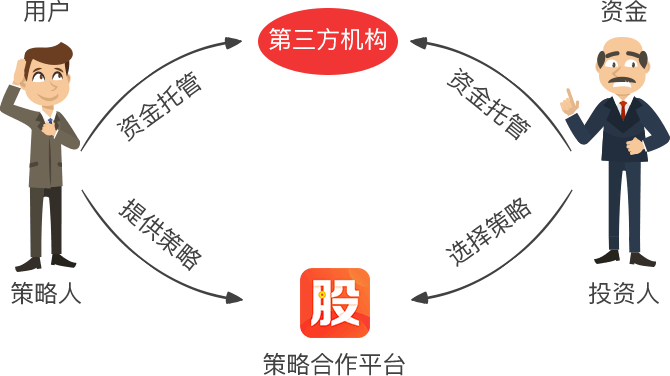 用户
资金
第三方机构
资金托管
资金托管
提供策略
选择策略
策略人
投资人
股
策略合作平台